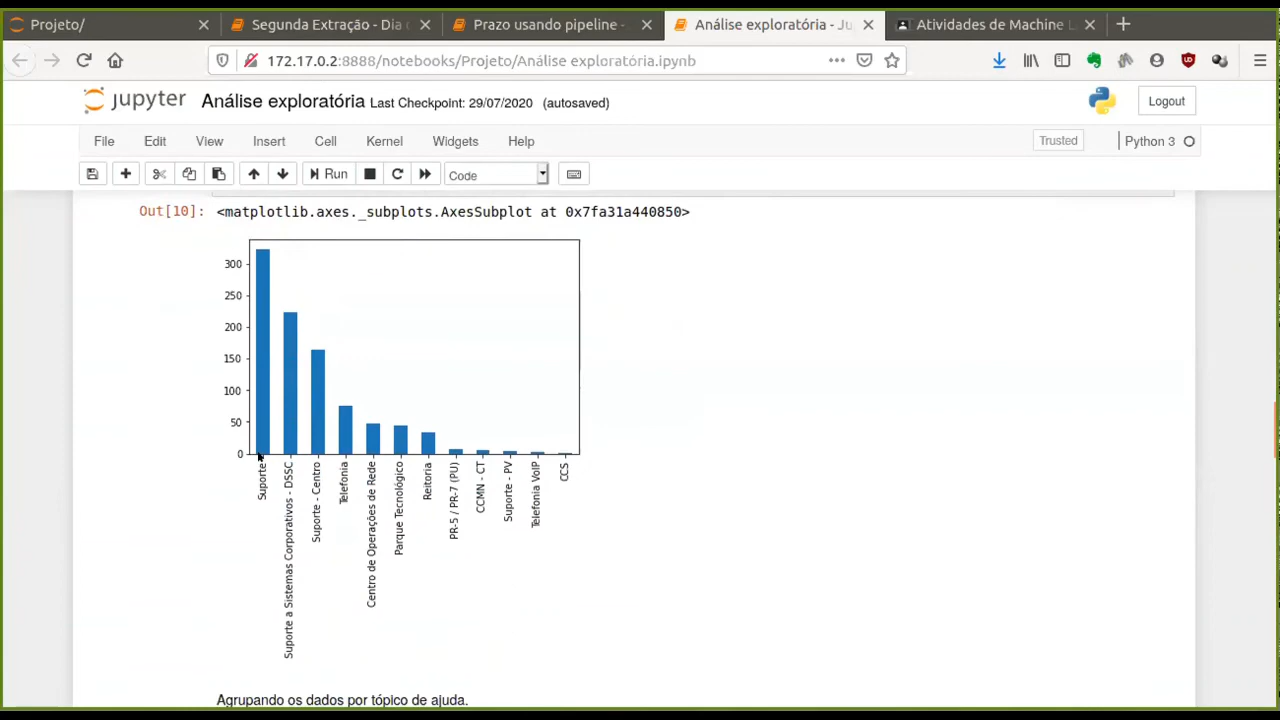 Projeto/
Segunda Extração - Dia c
Prazo usando pipeline -
Análise exploratória - Ju
Atividades de Machine L
172.17.0.2:8888/notebooks/Projeto/Análise exploratoria.ipynb
jupyter Análise exploratória Last Checkpoint: 29/07/2020 (autosaved)
Logout
File Edit View Insert Cell Kernel Widgets Help
Trusted
Python 3
Run
Code
Out[10]: <matplotlib.axes._subplots.AxesSubplot at 0x7fa31a440850>
300
250
200
150
100
50
0
Suporte
Suporte a Sistemas Corporativos - DSSC
Suporte - Centro
Telefonia
Centro de Operações de Rede
Parque Tecnológico
Reitoria
PR-5 / PR-7 (PU)
CCMN - CT
Suporte - PV
Telefonia VoIP
CCS
Agrupando os dados por tópico de ajuda.